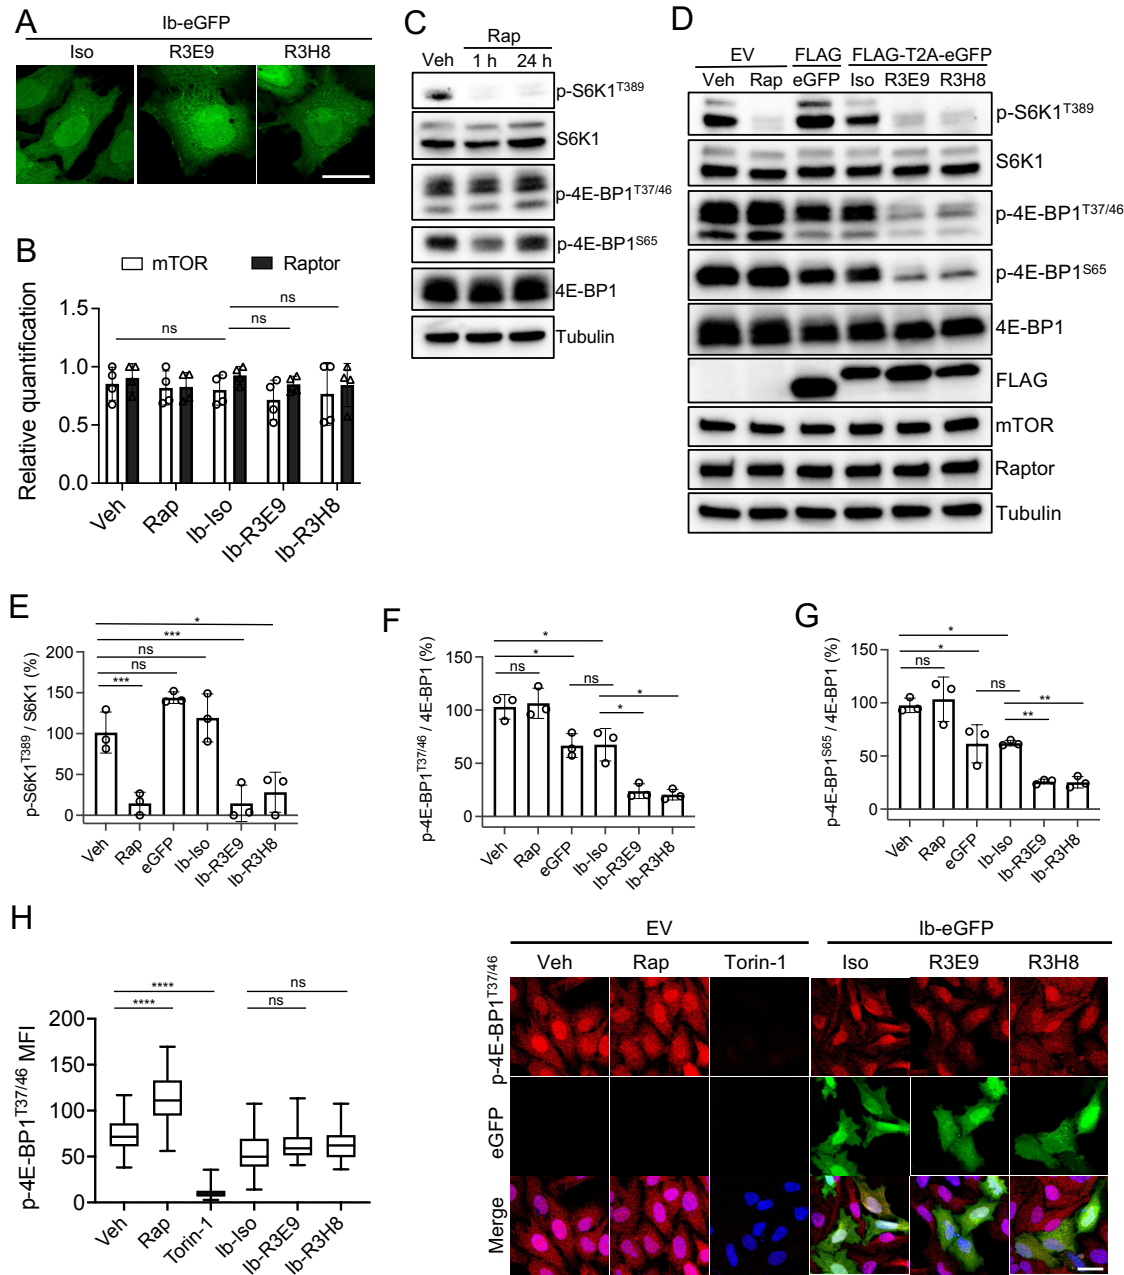 A
Ib-eGFP
Iso R3E9 R3H8
B
mTOR Raptor
Relative quantification
1.5
1.0
0.5
0.0
ns
ns
ns
Veh Rap Ib-Iso Ib-R3E9 Ib-R3H8
C
Rap
Veh 1 h 24 h
p-S6K1T389
S6K1
p-4E-BP1T37/46
p-4E-BP1S65
4E-BP1
Tubulin
D
EV FLAG FLAG-T2A-eGFP
Veh Rap eGFP Iso R3E9 R3H8
p-S6K1T389
S6K1
p-4E-BP1T37/46
p-4E-BP1S65
4E-BP1
FLAG
mTOR
Raptor
Tubulin
E
p-S6K1T389 / S6K1 (%)
200
150
100
50
0
*
***
ns
ns
***
Veh Rap eGFP Ib-Iso Ib-R3E9 Ib-R3H8
F
p-4E-BP1T37/46 / 4E-BP1 (%)
150
100
50
0
*
*
ns ns
*
*
Veh Rap eGFP Ib-Iso Ib-R3E9 Ib-R3H8
G
p-4E-BP1S65 / 4E-BP1 (%)
150
100
50
0
*
*
ns ns
**
**
Veh Rap eGFP Ib-Iso Ib-R3E9 Ib-R3H8
H
p-4E-BP1T37/46 MFI
200
150
100
50
0
****
****
ns
ns
Veh Rap Torin-1 Ib-Iso Ib-R3E9 Ib-R3H8
EV Ib-eGFP
Veh Rap Torin-1 Iso R3E9 R3H8
p-4E-BP1T37/46
eGFP
Merge